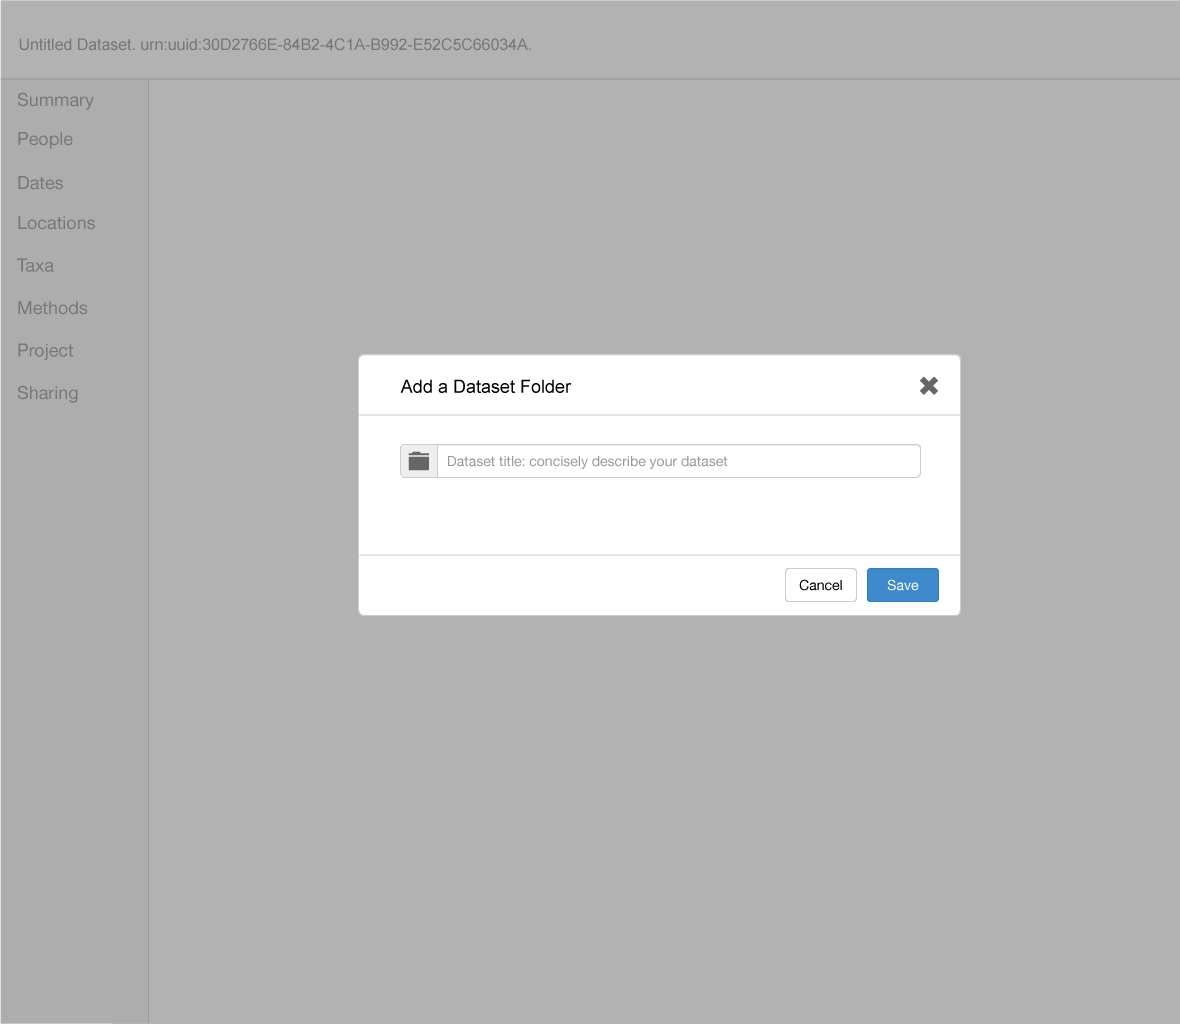 Untitled Dataset. urn:uuid:30D2766E-84B2-4C1A-B992-E52C5C66034A.
Summary
People
Dates
Locations
Taxa
Methods
Project
Sharing
Add a Dataset Folder
Dataset title: concisely describe your dataset
Cancel
Save